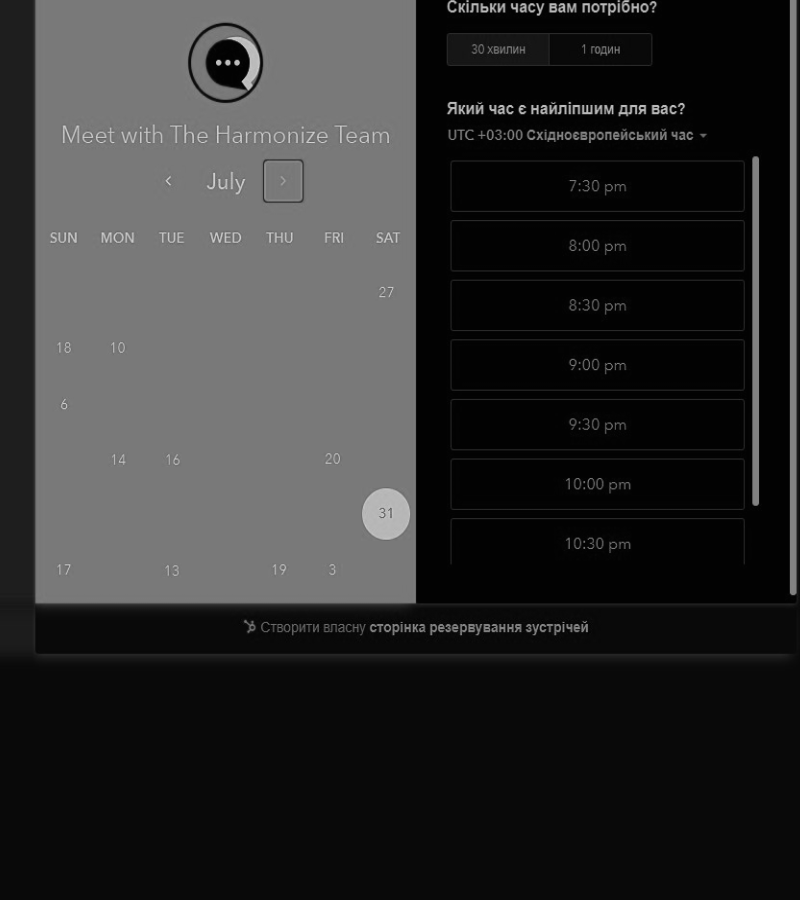 Meet with The Harmonize Team
July
SUN MON TUE WED THU FRI SAT
27
18 10
6
14 16 20
31
17 13 19 3
Скільки часу вам потрібно?
30 хвилин 1 годин
Який час є найліпшим для вас?
UTC +03:00 Східноєвропейський час
7:30 pm
8:00 pm
8:30 pm
9:00 pm
9:30 pm
10:00 pm
10:30 pm
Створити власну сторінка резервування зустрічей